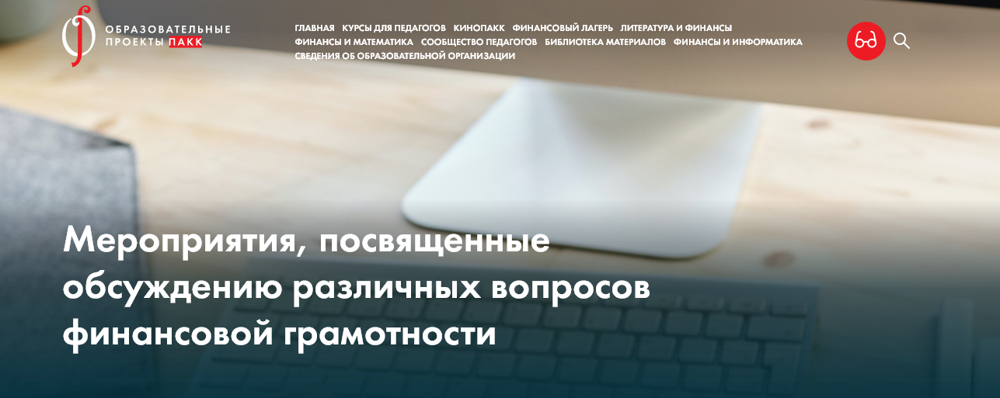 ОБРАЗОВАТЕЛЬНЫЕ
ПРОЕКТЫ ПАКК
ГЛАВНАЯ КУРСЫ ДЛЯ ПЕДАГОГОВ КИНОПАКК ФИНАНСОВЫЙ ЛАГЕРЬ ЛИТЕРАТУРА И ФИНАНСЫ
ФИНАНСЫ И МАТЕМАТИКА СООБЩЕСТВО ПЕДАГОГОВ БИБЛИОТЕКА МАТЕРИАЛОВ ФИНАНСЫ И ИНФОРМАТИКА
СВЕДЕНИЯ ОБ ОБРАЗОВАТЕЛЬНОЙ ОРГАНИЗАЦИИ
Мероприятия, посвященные
обсуждению различных вопросов
финансовой грамотности